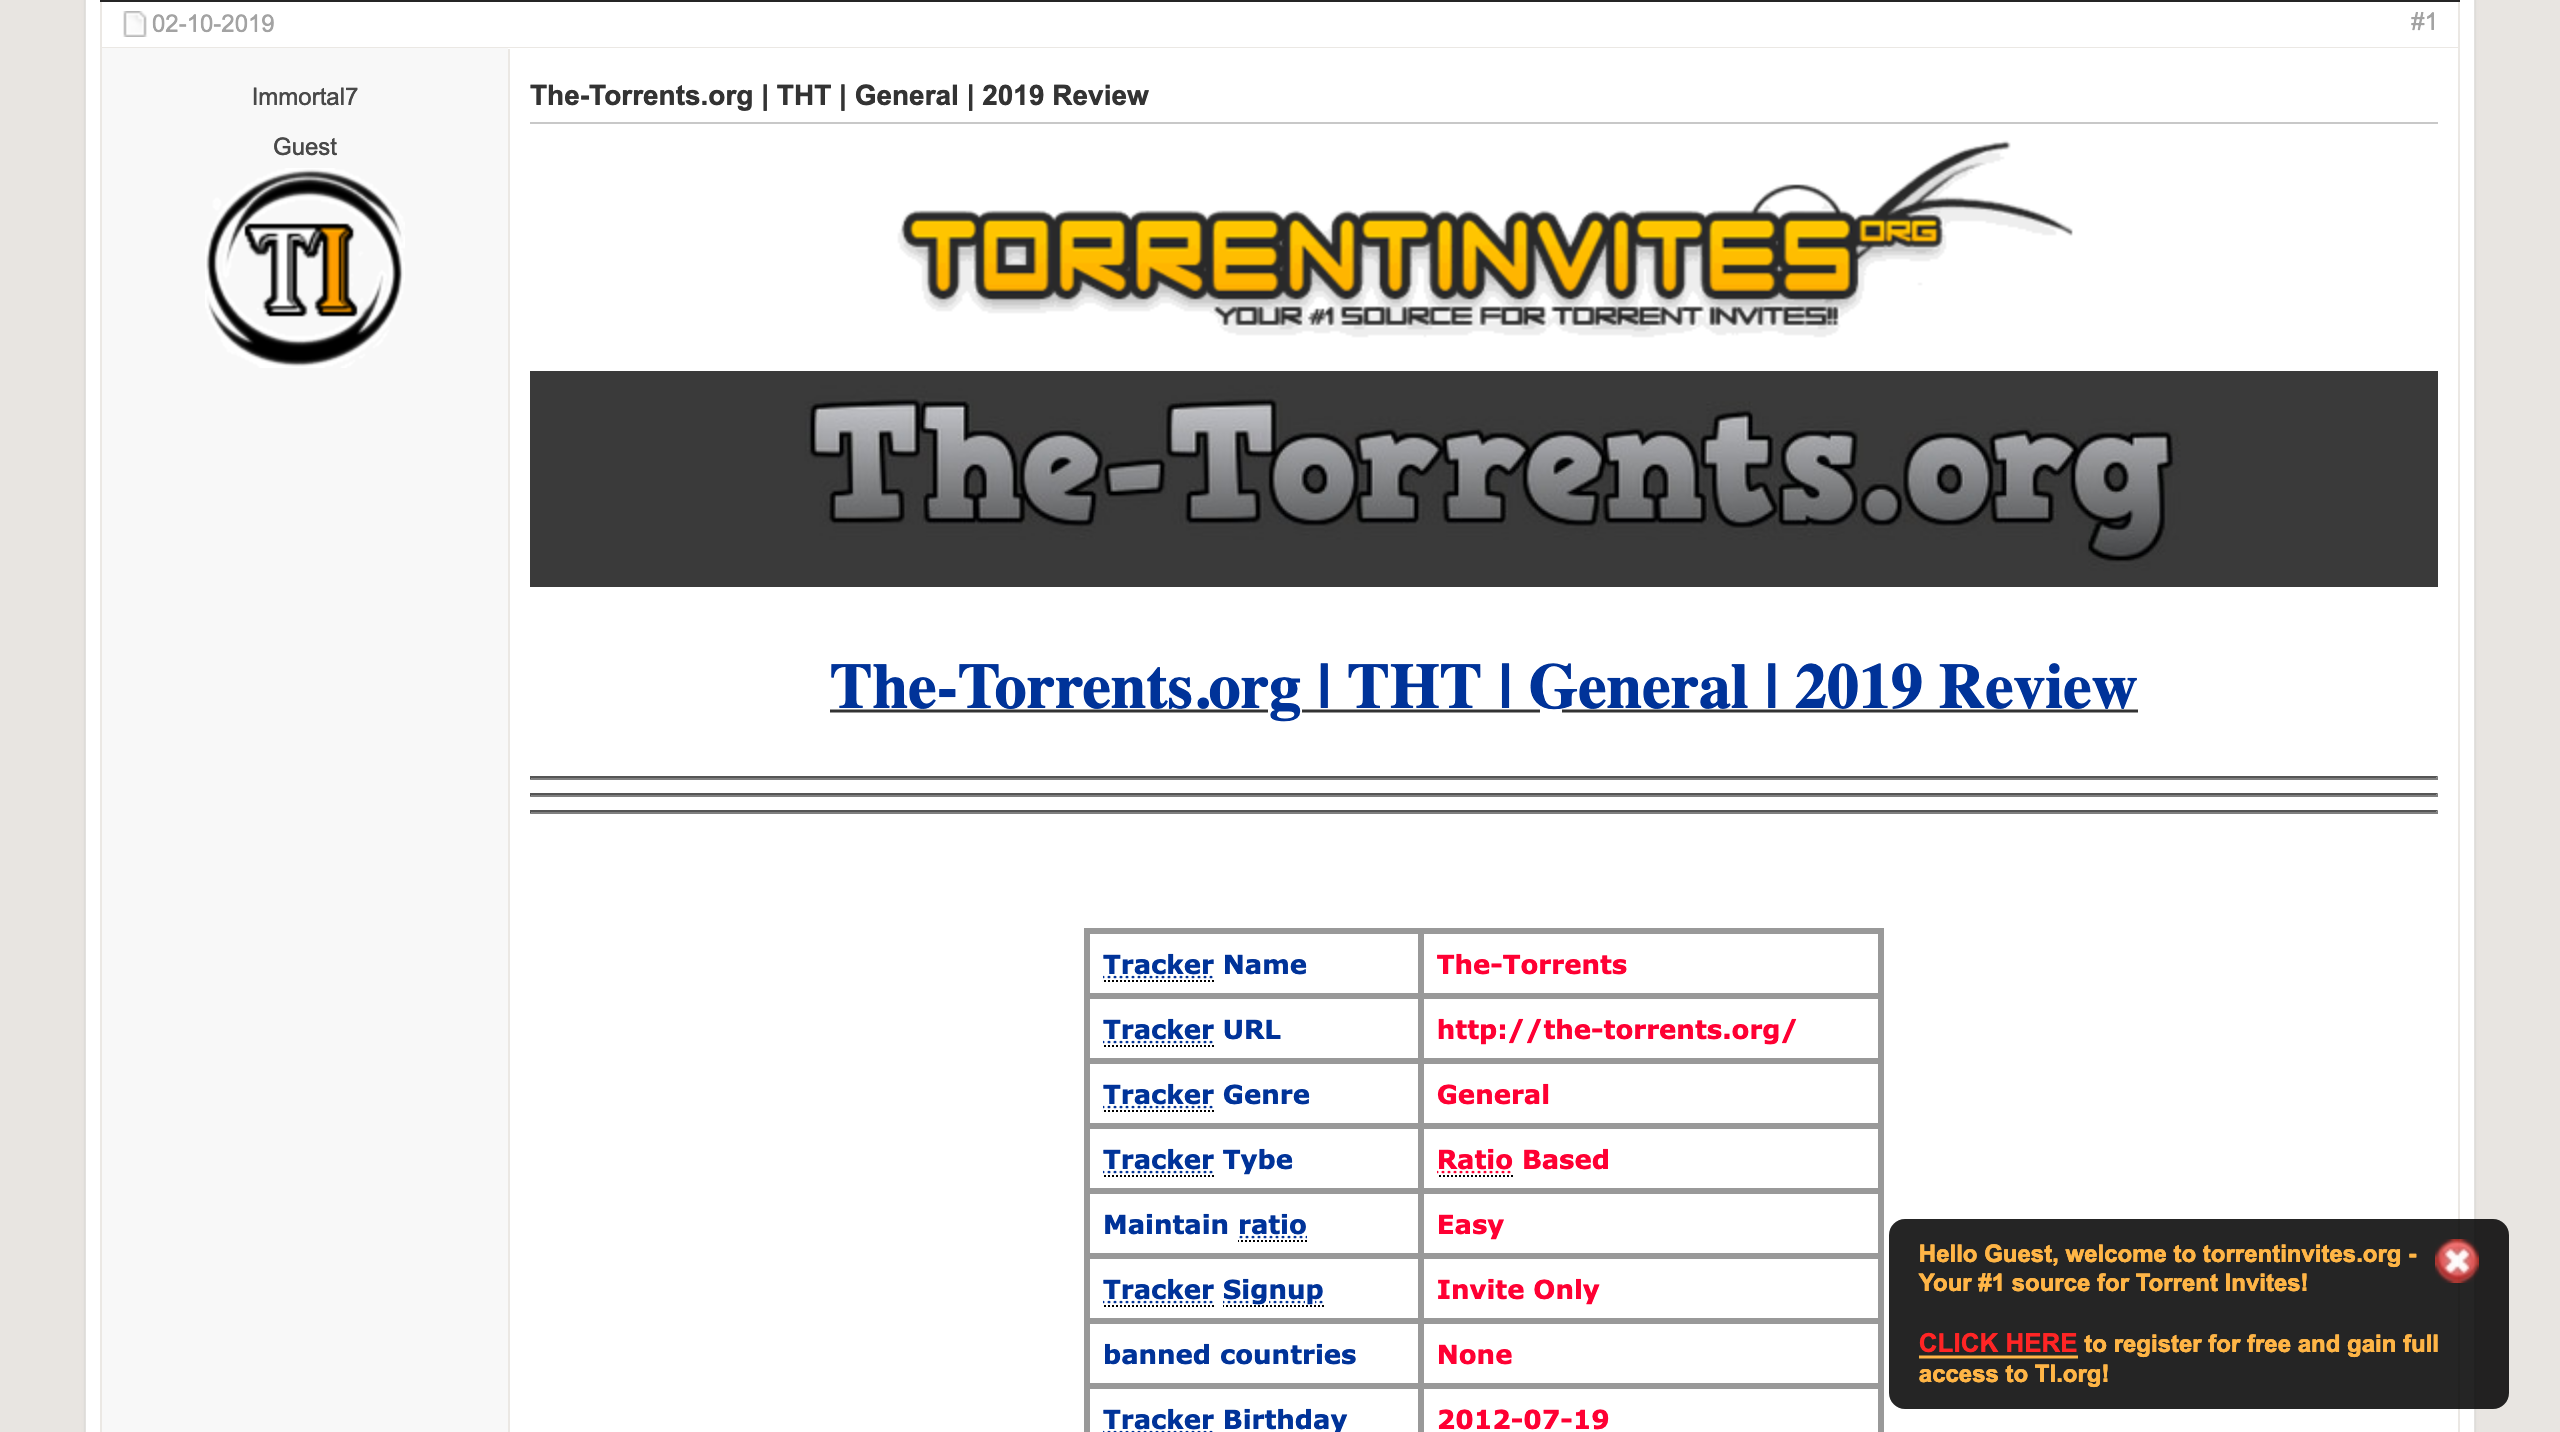 02-10-2019
#1
Immortal7
Guest
TI
The-Torrents.org | THT | General | 2019 Review
TORRENTINVITES ORG
YOUR #1 SOURCE FOR TORRENT INVITES!!
The-Torrents.org
The-Torrents.org | THT | General | 2019 Review
Tracker Name The-Torrents
Tracker URL http://the-torrents.org/
Tracker Genre General
Tracker Tybe Ratio Based
Maintain ratio Easy
Tracker Signup Invite Only
banned countries None
Tracker Birthday 2012-07-19
Hello Guest, welcome to torrentinvites.org -
Your #1 source for Torrent Invites!
CLICK HERE to register for free and gain full
access to TI.org!